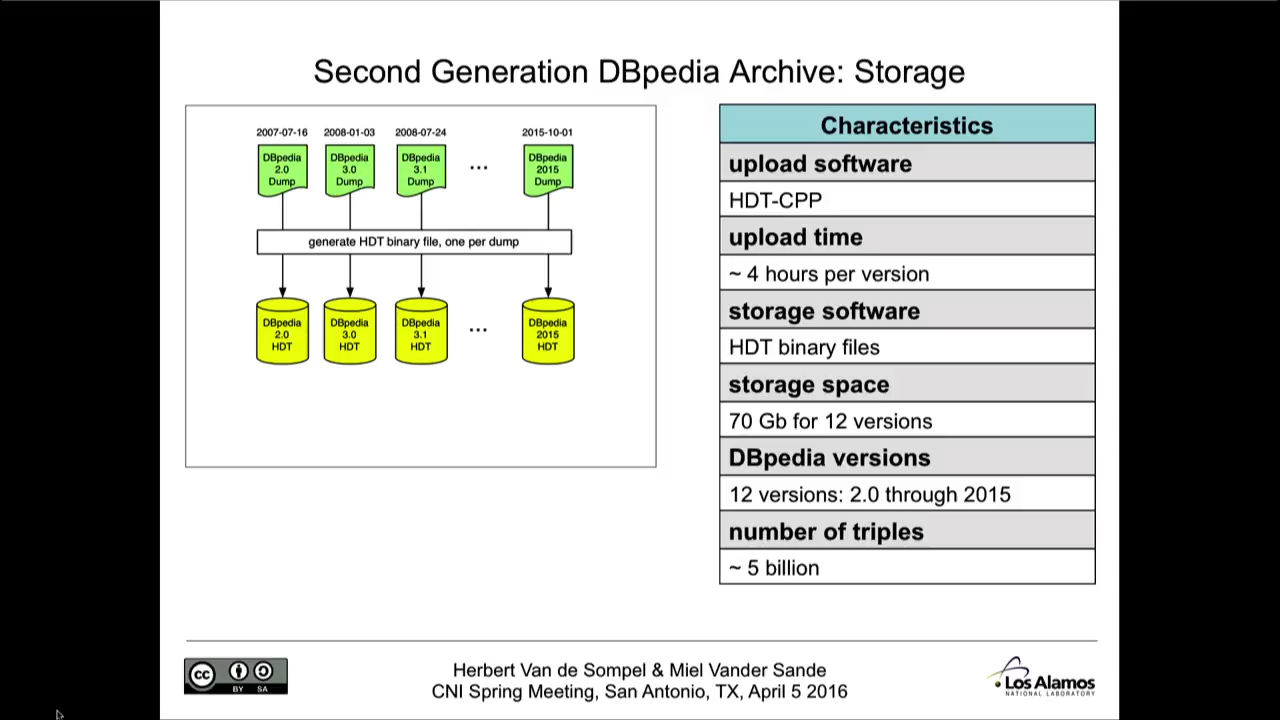 Second Generation DBpedia Archive: Storage
2007-07-16 2008-01-03 2008-07-24 2015-10-01
DBpedia 2.0 Dump
DBpedia 3.0 Dump
DBpedia 3.1 Dump
...
DBpedia 2015 Dump
generate HDT binary file, one per dump
DBpedia 2.0 HDT
DBpedia 3.0 HDT
DBpedia 3.1 HDT
...
DBpedia 2015 HDT
Characteristics
upload software
HDT-CPP
upload time
~ 4 hours per version
storage software
HDT binary files
storage space
70 Gb for 12 versions
DBpedia versions
12 versions: 2.0 through 2015
number of triples
~ 5 billion
cc BY SA
Herbert Van de Sompel & Miel Vander Sande
CNI Spring Meeting, San Antonio, TX, April 5 2016
Los Alamos
NATIONAL LABORATORY